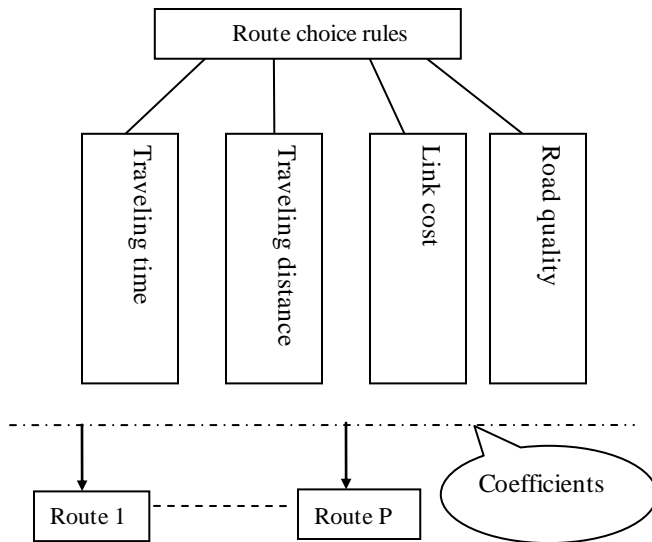 Route choice rules
Traveling time
Traveling distance
Link cost
Road quality
Coefficients
Route 1
Route P